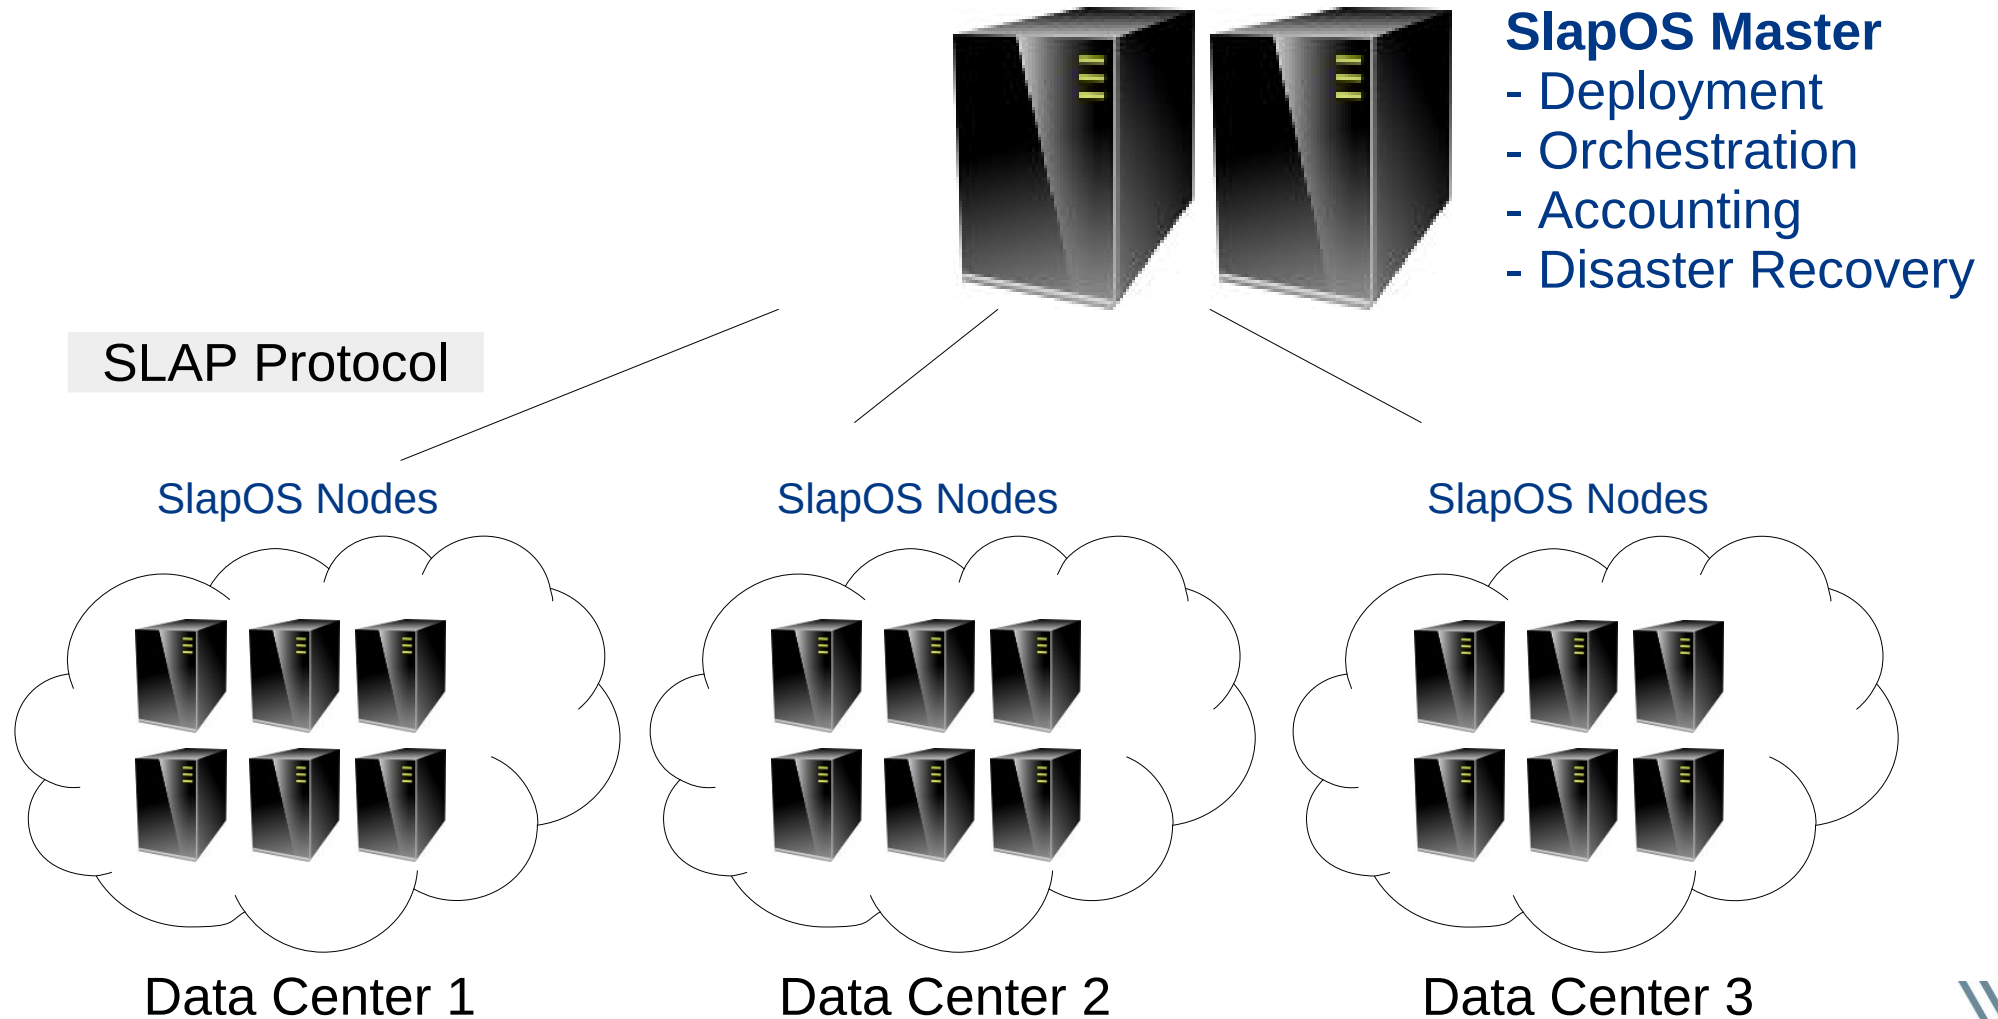 SlapOS Master
- Deployment
- Orchestration
- Accounting
- Disaster Recovery
SLAP Protocol
SlapOS Nodes
SlapOS Nodes
SlapOS Nodes
Data Center 1
Data Center 2
Data Center 3